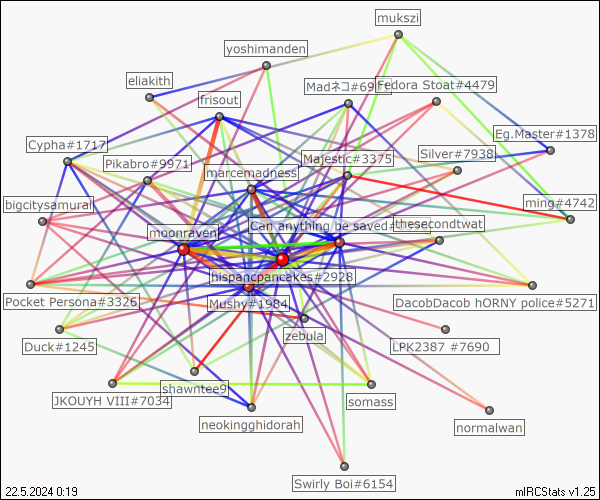 mukszi
yoshimanden
eliakith
Madネコ#69
Fedora Stoat#4479
frisout
Eg.Master#1378
Cypha#1717
Pikabro#9971
Majestic#3375
Silver#7938
marcemadness
bigcitysamurai
ming#4742
moonraven
Can anything be saved
thesecondtwat
hispancpancakes#2928
Pocket Persona#3326
Mushy#1984
DacobDacob hORNY police#5271
zebula
Duck#1245
LPK2387 #7690
JKOUYH VIII#7034
shawntee9
somass
neokingghidorah
normalwan
Swirly Boi#6154
22.5.2024 0:19
mIRCStats v1.25